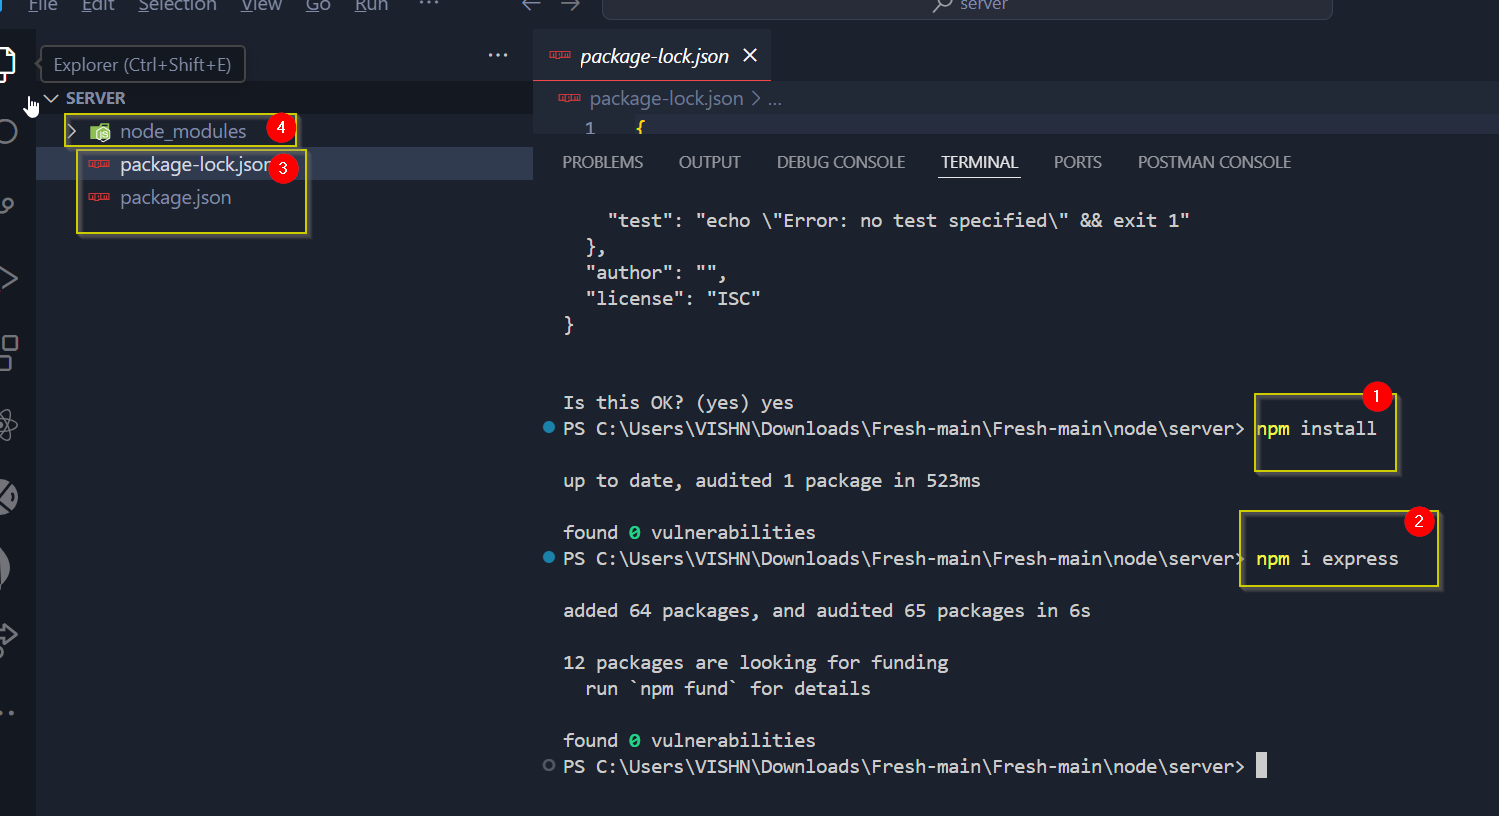 File Edit Selection View Go Run ... server
Explorer (Ctrl+Shift+E)
...
package-lock.json
SERVER
package-lock.json > ...
node_modules
4
1 {
package-lock.json
3
package.json
PROBLEMS OUTPUT DEBUG CONSOLE TERMINAL PORTS POSTMAN CONSOLE
"test": "echo \"Error: no test specified\" && exit 1"
},
"author": "",
"license": "ISC"
}
Is this OK? (yes) yes
1
PS C:\Users\VISHN\Downloads\Fresh-main\Fresh-main\node\server> npm install
up to date, audited 1 package in 523ms
found 0 vulnerabilities
2
PS C:\Users\VISHN\Downloads\Fresh-main\Fresh-main\node\server> npm i express
added 64 packages, and audited 65 packages in 6s
12 packages are looking for funding
run `npm fund` for details
found 0 vulnerabilities
PS C:\Users\VISHN\Downloads\Fresh-main\Fresh-main\node\server>